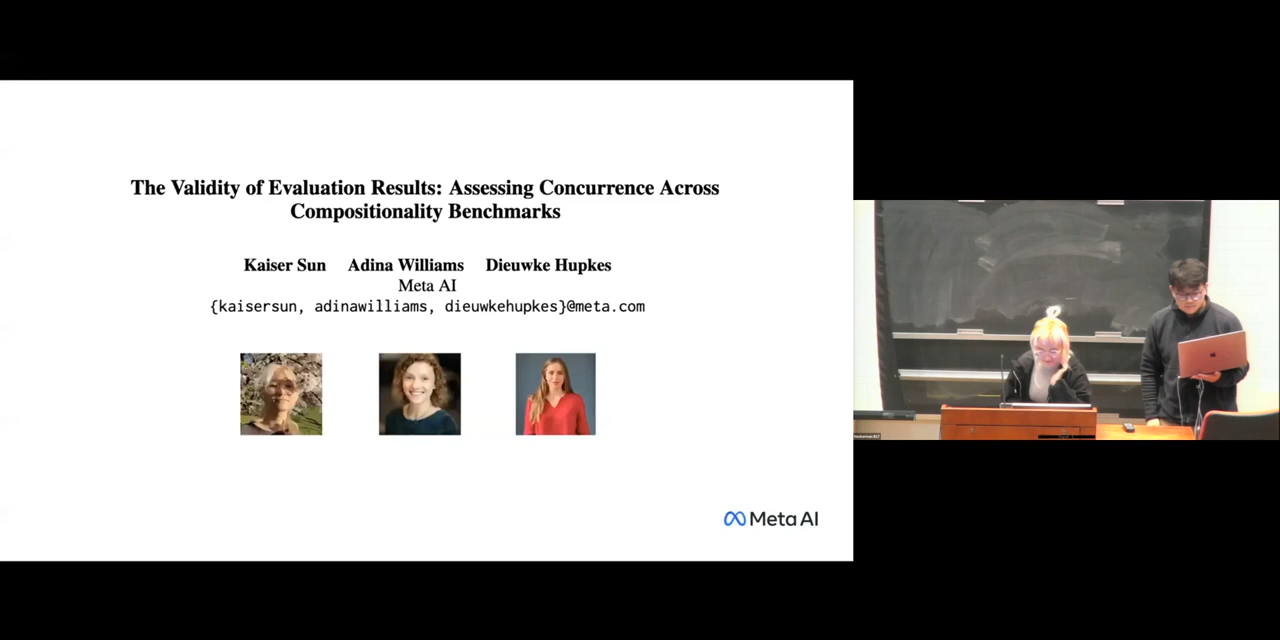 The Validity of Evaluation Results: Assessing Concurrence Across
Compositionality Benchmarks
Kaiser Sun Adina Williams Dieuwke Hupkes
Meta AI
{kaisersun, adinawilliams, dieuwkehupkes}@meta.com
Meta AI